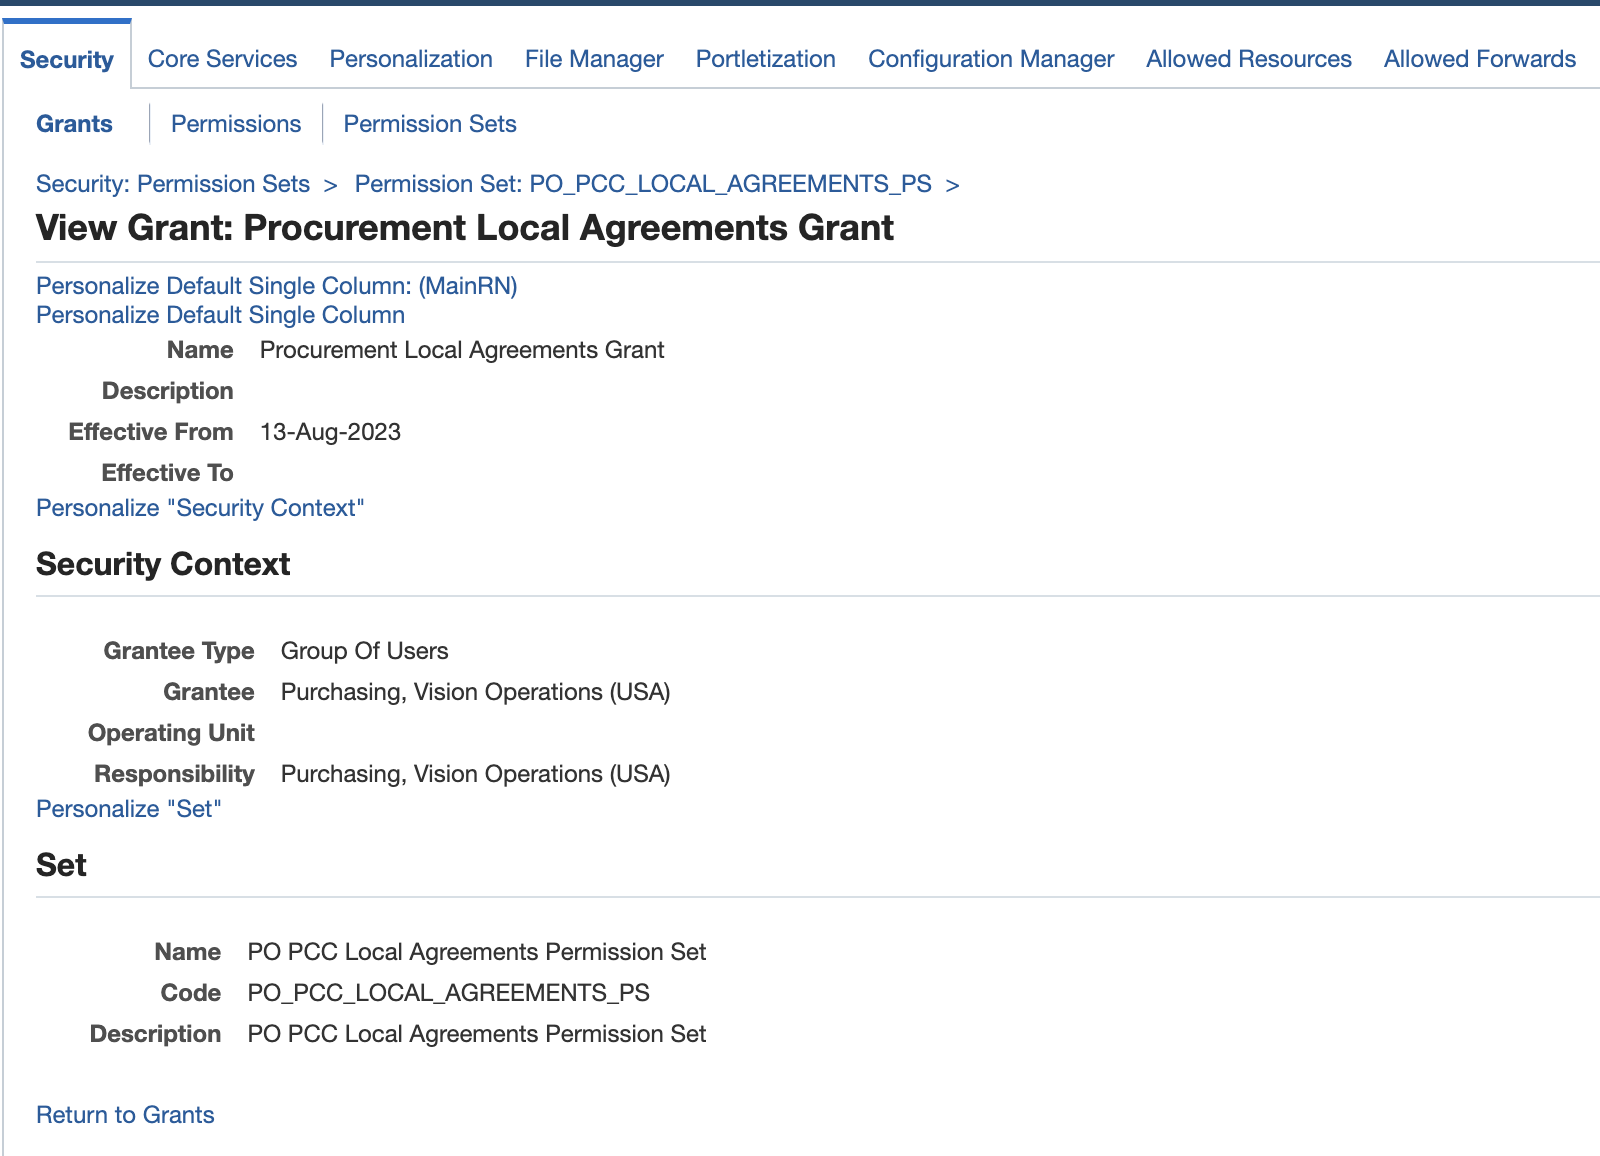 Security Core Services Personalization File Manager Portletization Configuration Manager Allowed Resources Allowed Forwards
Grants Permissions Permission Sets
Security: Permission Sets > Permission Set: PO_PCC_LOCAL_AGREEMENTS_PS >
View Grant: Procurement Local Agreements Grant
Personalize Default Single Column: (MainRN)
Personalize Default Single Column
Name Procurement Local Agreements Grant
Description
Effective From 13-Aug-2023
Effective To
Personalize "Security Context"
Security Context
Grantee Type Group Of Users
Grantee Purchasing, Vision Operations (USA)
Operating Unit
Responsibility Purchasing, Vision Operations (USA)
Personalize "Set"
Set
Name PO PCC Local Agreements Permission Set
Code PO_PCC_LOCAL_AGREEMENTS_PS
Description PO PCC Local Agreements Permission Set
Return to Grants